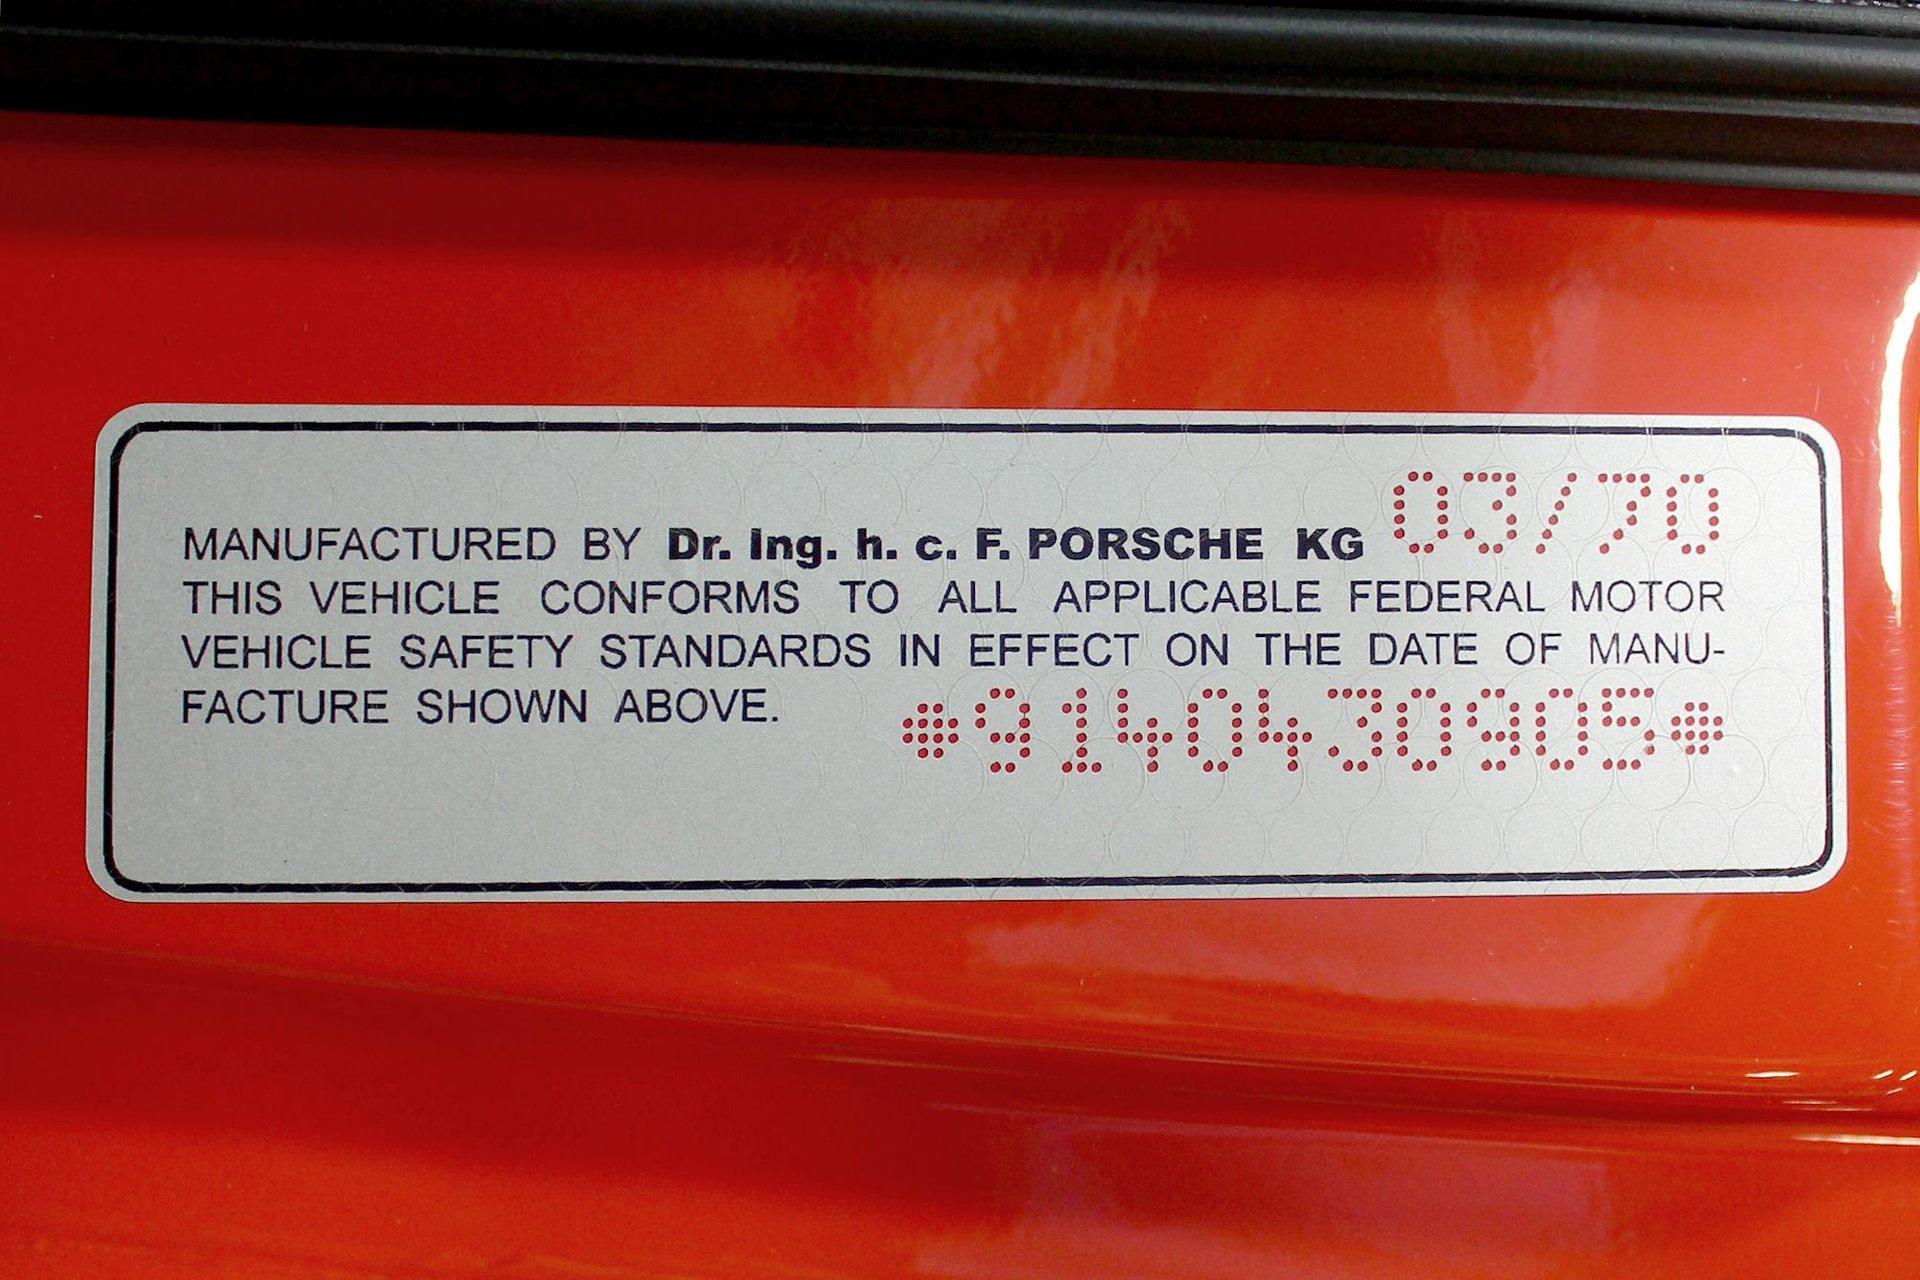 03/70
MANUFACTURED BY Dr. Ing. h. c. F. PORSCHE KG
THIS VEHICLE CONFORMS TO ALL APPLICABLE FEDERAL MOTOR
VEHICLE SAFETY STANDARDS IN EFFECT ON THE DATE OF MANU-
FACTURE SHOWN ABOVE.
9140430905